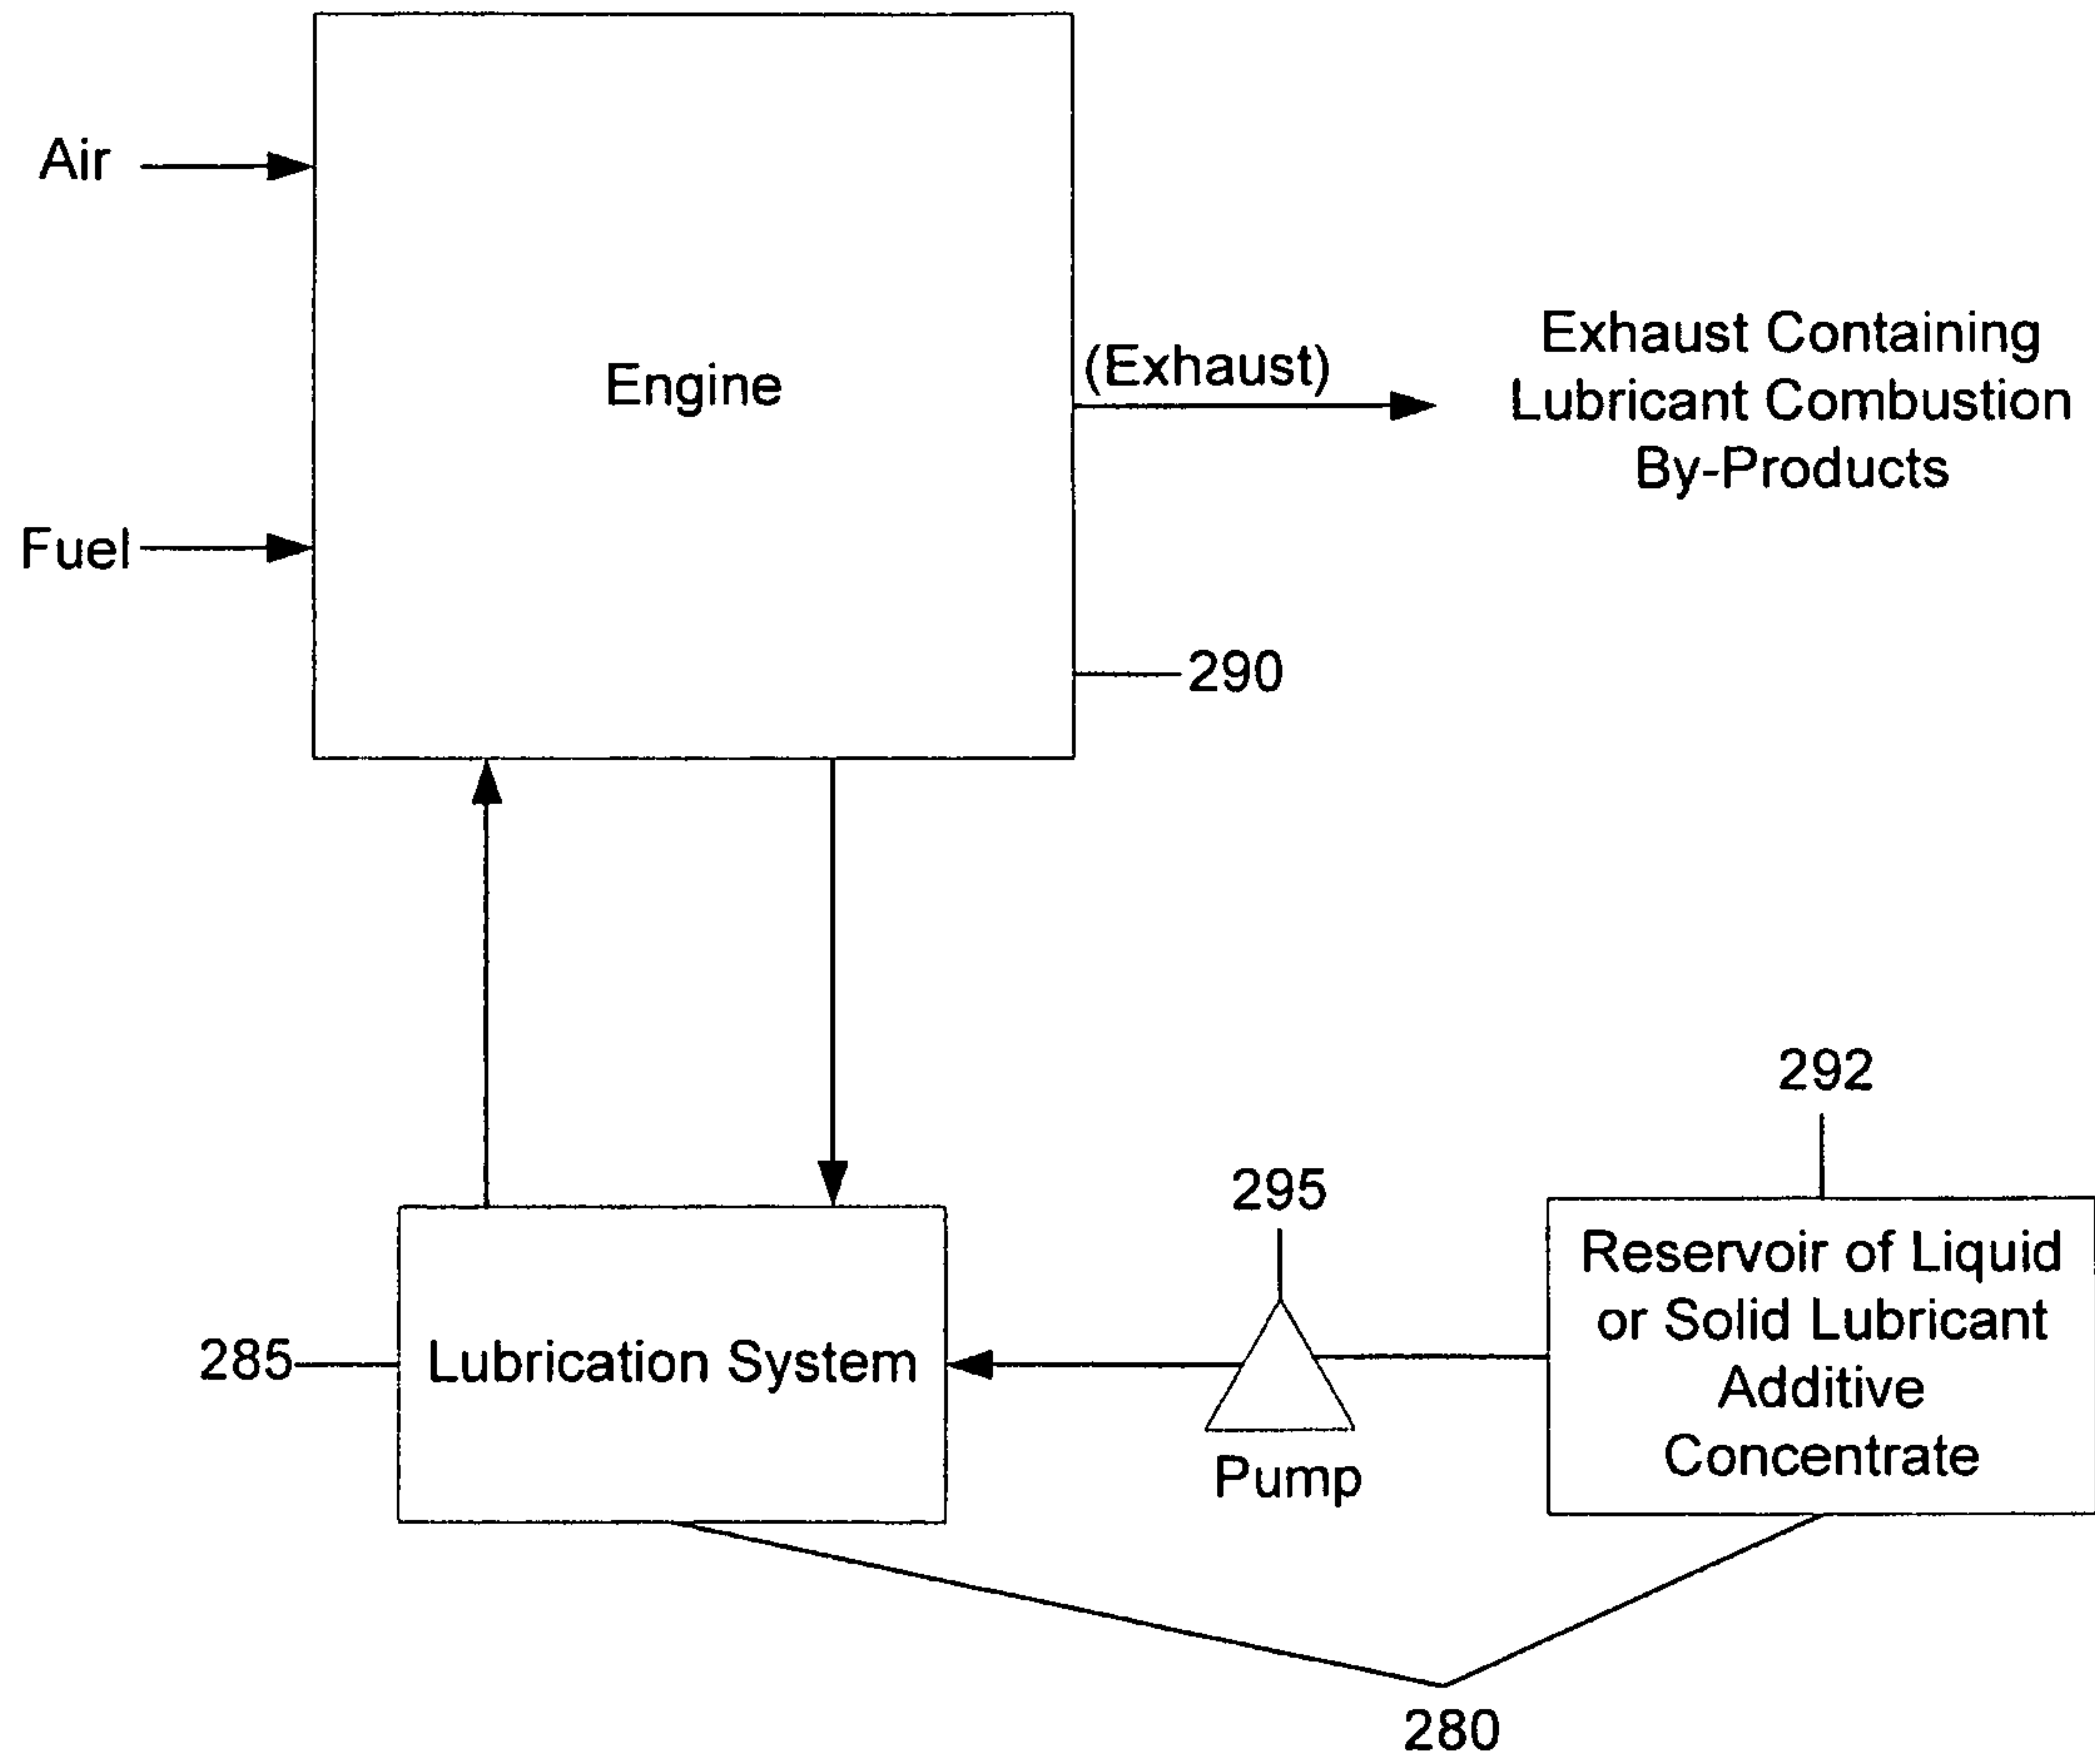 Air
Engine
(Exhaust)
Exhaust Containing
Lubricant Combustion
By-Products
Fuel
290
292
295
Reservoir of Liquid
or Solid Lubricant
Additive
Concentrate
285
Lubrication System
Pump
280